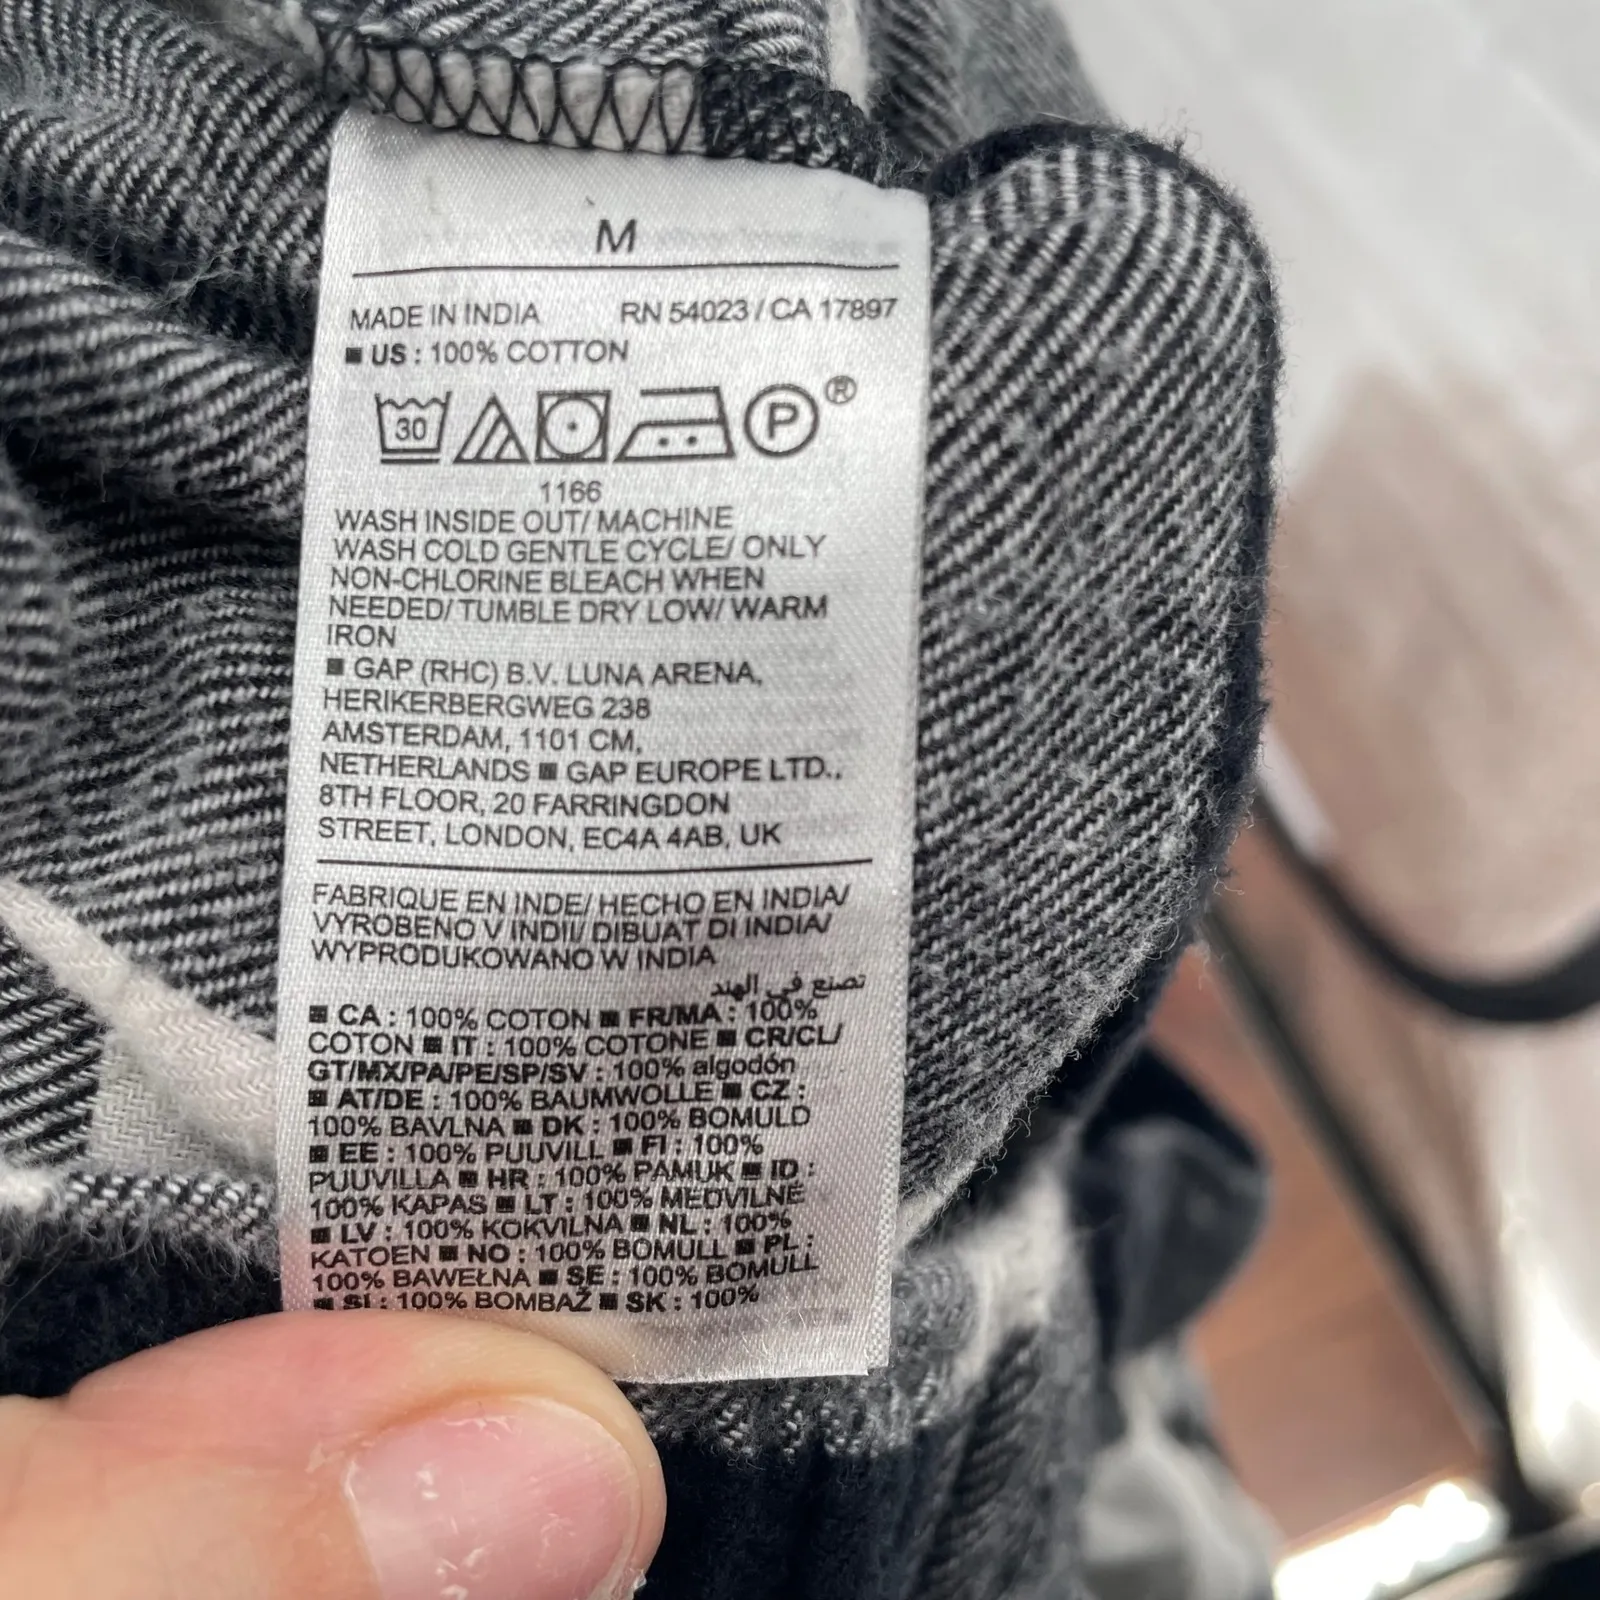 M
MADE IN INDIA RN 54023 / CA 17897
■ US : 100% COTTON
30 P ®
1166
WASH INSIDE OUT/ MACHINE
WASH COLD GENTLE CYCLE/ ONLY
NON-CHLORINE BLEACH WHEN
NEEDED/ TUMBLE DRY LOW/ WARM
IRON
■ GAP (RHC) B.V. LUNA ARENA,
HERIKERBERGWEG 238
AMSTERDAM, 1101 CM,
NETHERLANDS ■ GAP EUROPE LTD.,
8TH FLOOR, 20 FARRINGDON
STREET, LONDON, EC4A 4AB, UK
FABRIQUE EN INDE/ HECHO EN INDIA/
VYROBENO V INDII/ DIBUAT DI INDIA/
WYPRODUKOWANO W INDIA
تصنع في الهند
■ CA : 100% COTON ■ FR/MA : 100%
COTON ■ IT : 100% COTONE ■ CR/CL/
GT/MX/PA/PE/SP/SV : 100% algodón
■ AT/DE : 100% BAUMWOLLE ■ CZ :
100% BAVLNA ■ DK : 100% BOMULD
■ EE : 100% PUUVILL ■ FI : 100%
PUUVILLA ■ HR : 100% PAMUK ■ ID :
100% KAPAS ■ LT : 100% MEDVILNĖ
■ LV : 100% KOKVILNA ■ NL : 100%
KATOEN ■ NO : 100% BOMULL ■ PL :
100% BAWEŁNA ■ SE : 100% BOMULL
■ SI : 100% BOMBAŽ ■ SK : 100%